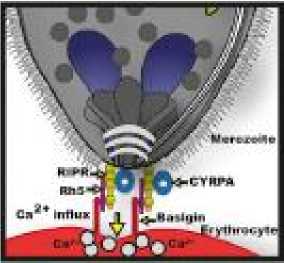 Merozoite
RIPR
CYRPA
Rh5
Ca2+ influx
Basigin
Erythrocyte
Ca2+
Ca2+